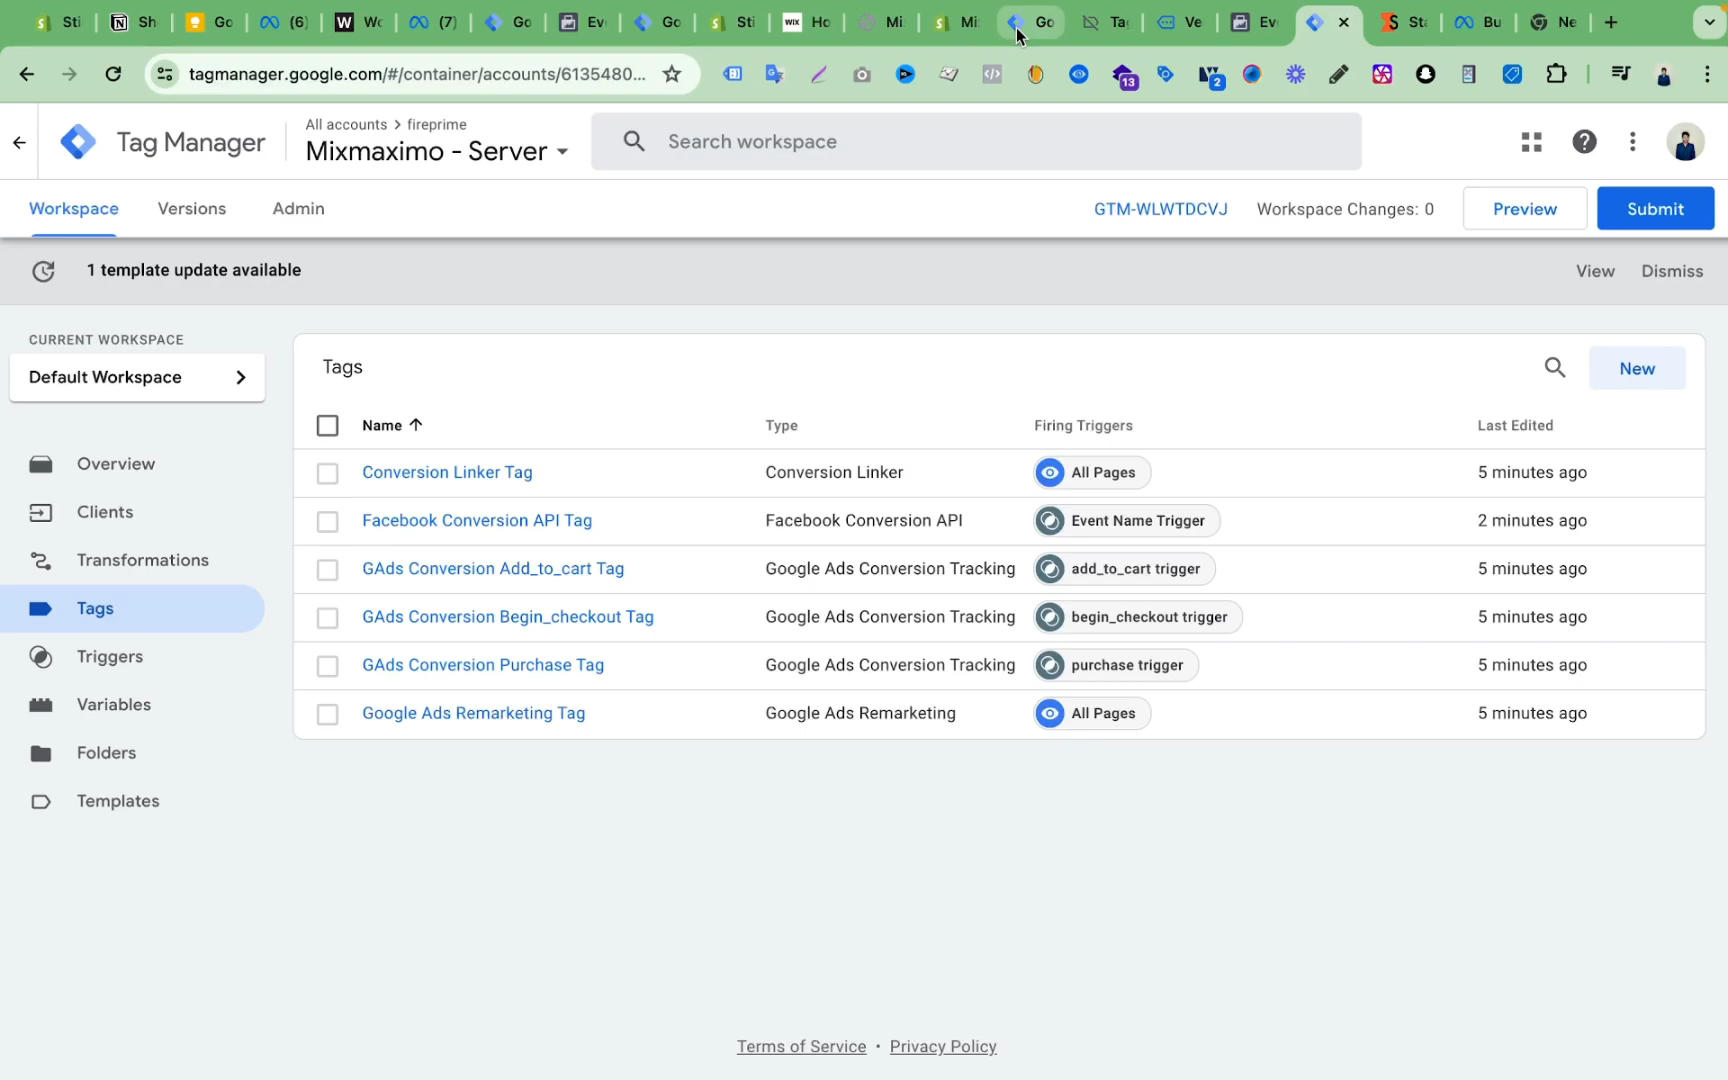 Sti
Sh
Go
(6)
Wo
(7)
Go
Ev
Go
Sti
WIX Ho
Mi
Mi
Go
Ta
Ve
Ev
St
Bu
Ne
tagmanager.google.com/#/container/accounts/6135480...
13
2
Tag Manager
All accounts > fireprime
Mixmaximo - Server
Search workspace
Workspace
Versions
Admin
GTM-WLWTDCVJ
Workspace Changes: 0
Preview
Submit
1 template update available
View
Dismiss
CURRENT WORKSPACE
Default Workspace
Overview
Clients
Transformations
Tags
Triggers
Variables
Folders
Templates
Tags
New
Name Type Firing Triggers Last Edited
Conversion Linker Tag Conversion Linker All Pages 5 minutes ago
Facebook Conversion API Tag Facebook Conversion API Event Name Trigger 2 minutes ago
GAds Conversion Add_to_cart Tag Google Ads Conversion Tracking add_to_cart trigger 5 minutes ago
GAds Conversion Begin_checkout Tag Google Ads Conversion Tracking begin_checkout trigger 5 minutes ago
GAds Conversion Purchase Tag Google Ads Conversion Tracking purchase trigger 5 minutes ago
Google Ads Remarketing Tag Google Ads Remarketing All Pages 5 minutes ago
Terms of Service • Privacy Policy